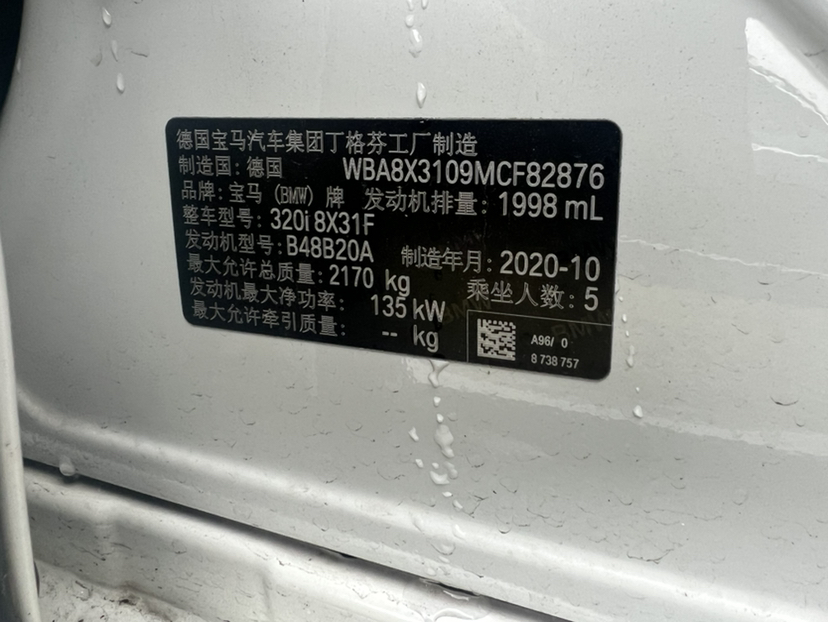 德国宝马汽车集团丁格芬工厂制造
制造国: 德国 WBA8X3109MCF82876
品牌: 宝马 (BMW) 牌 发动机排量: 1998 mL
整车型号: 320i 8X31F
发动机型号: B48B20A 制造年月: 2020-10
最大允许总质量: 2170 kg 乘坐人数: 5
发动机最大净功率: 135 kW
最大允许牵引质量: -- kg
A96/ 0
8 738 757